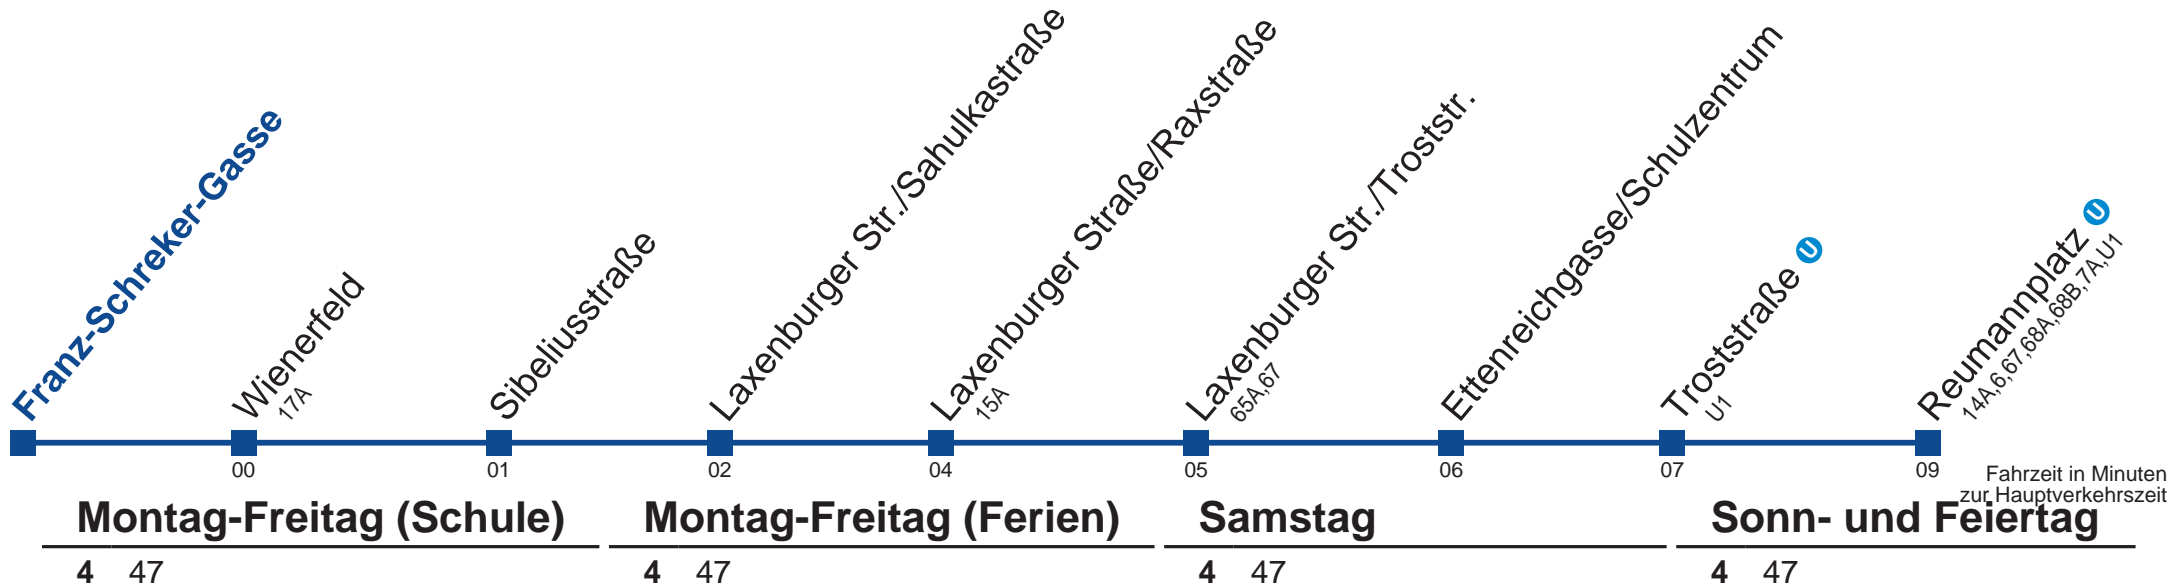 Franz-Schreker-Gasse
Wienerfeld
17A
Sibeliusstraße
Laxenburger Str./Sahulkastraße
Laxenburger Straße/Raxstraße
15A
Laxenburger Str./Troststr.
65A,67
Ettenreichgasse/Schulzentrum
Troststraße U
U1
Reumannplatz U
14A,6,67,68A,68B,7A,U1
00 01 02 04 05 06 07 09
Fahrzeit in Minuten
zur Hauptverkehrszeit
Montag-Freitag (Schule) Montag-Freitag (Ferien) Samstag Sonn- und Feiertag
4 47 4 47 4 47 4 47